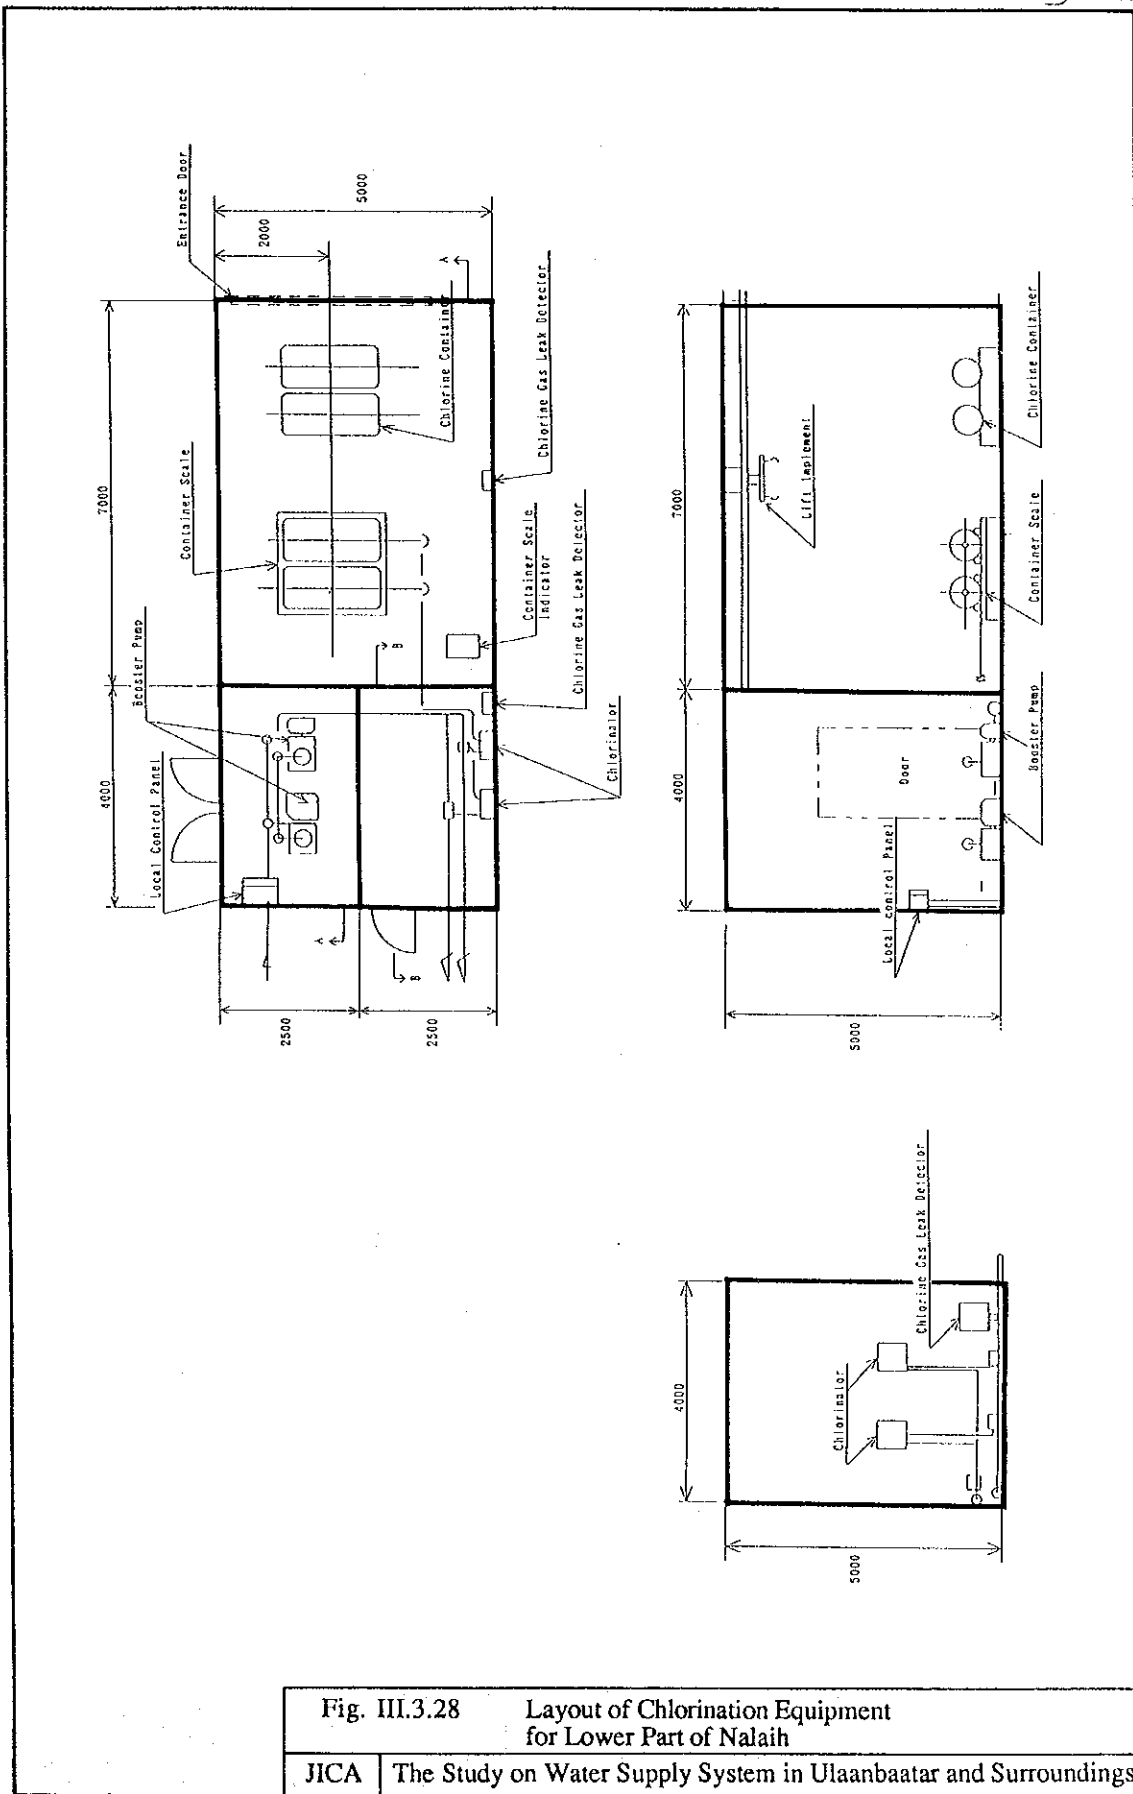 Entrance Door
5000
2000
A
7000
Container Scale
Chlorine Container
Chlorine Gas Leak Detector
Booster Pump
Container Scale
Indicator
B
Chlorine Gas Leak Detector
4000
Local Control Panel
Chlorinator
A
B
2500
2500
7000
Lift Implement
Chlorine Container
Container Scale
4000
Door
Booster Pump
Local control Panel
5000
Chlorine Gas Leak Detector
4000
Chlorinator
5000
Fig. III.3.28 Layout of Chlorination Equipment
for Lower Part of Nalaih
JICA The Study on Water Supply System in Ulaanbaatar and Surroundings